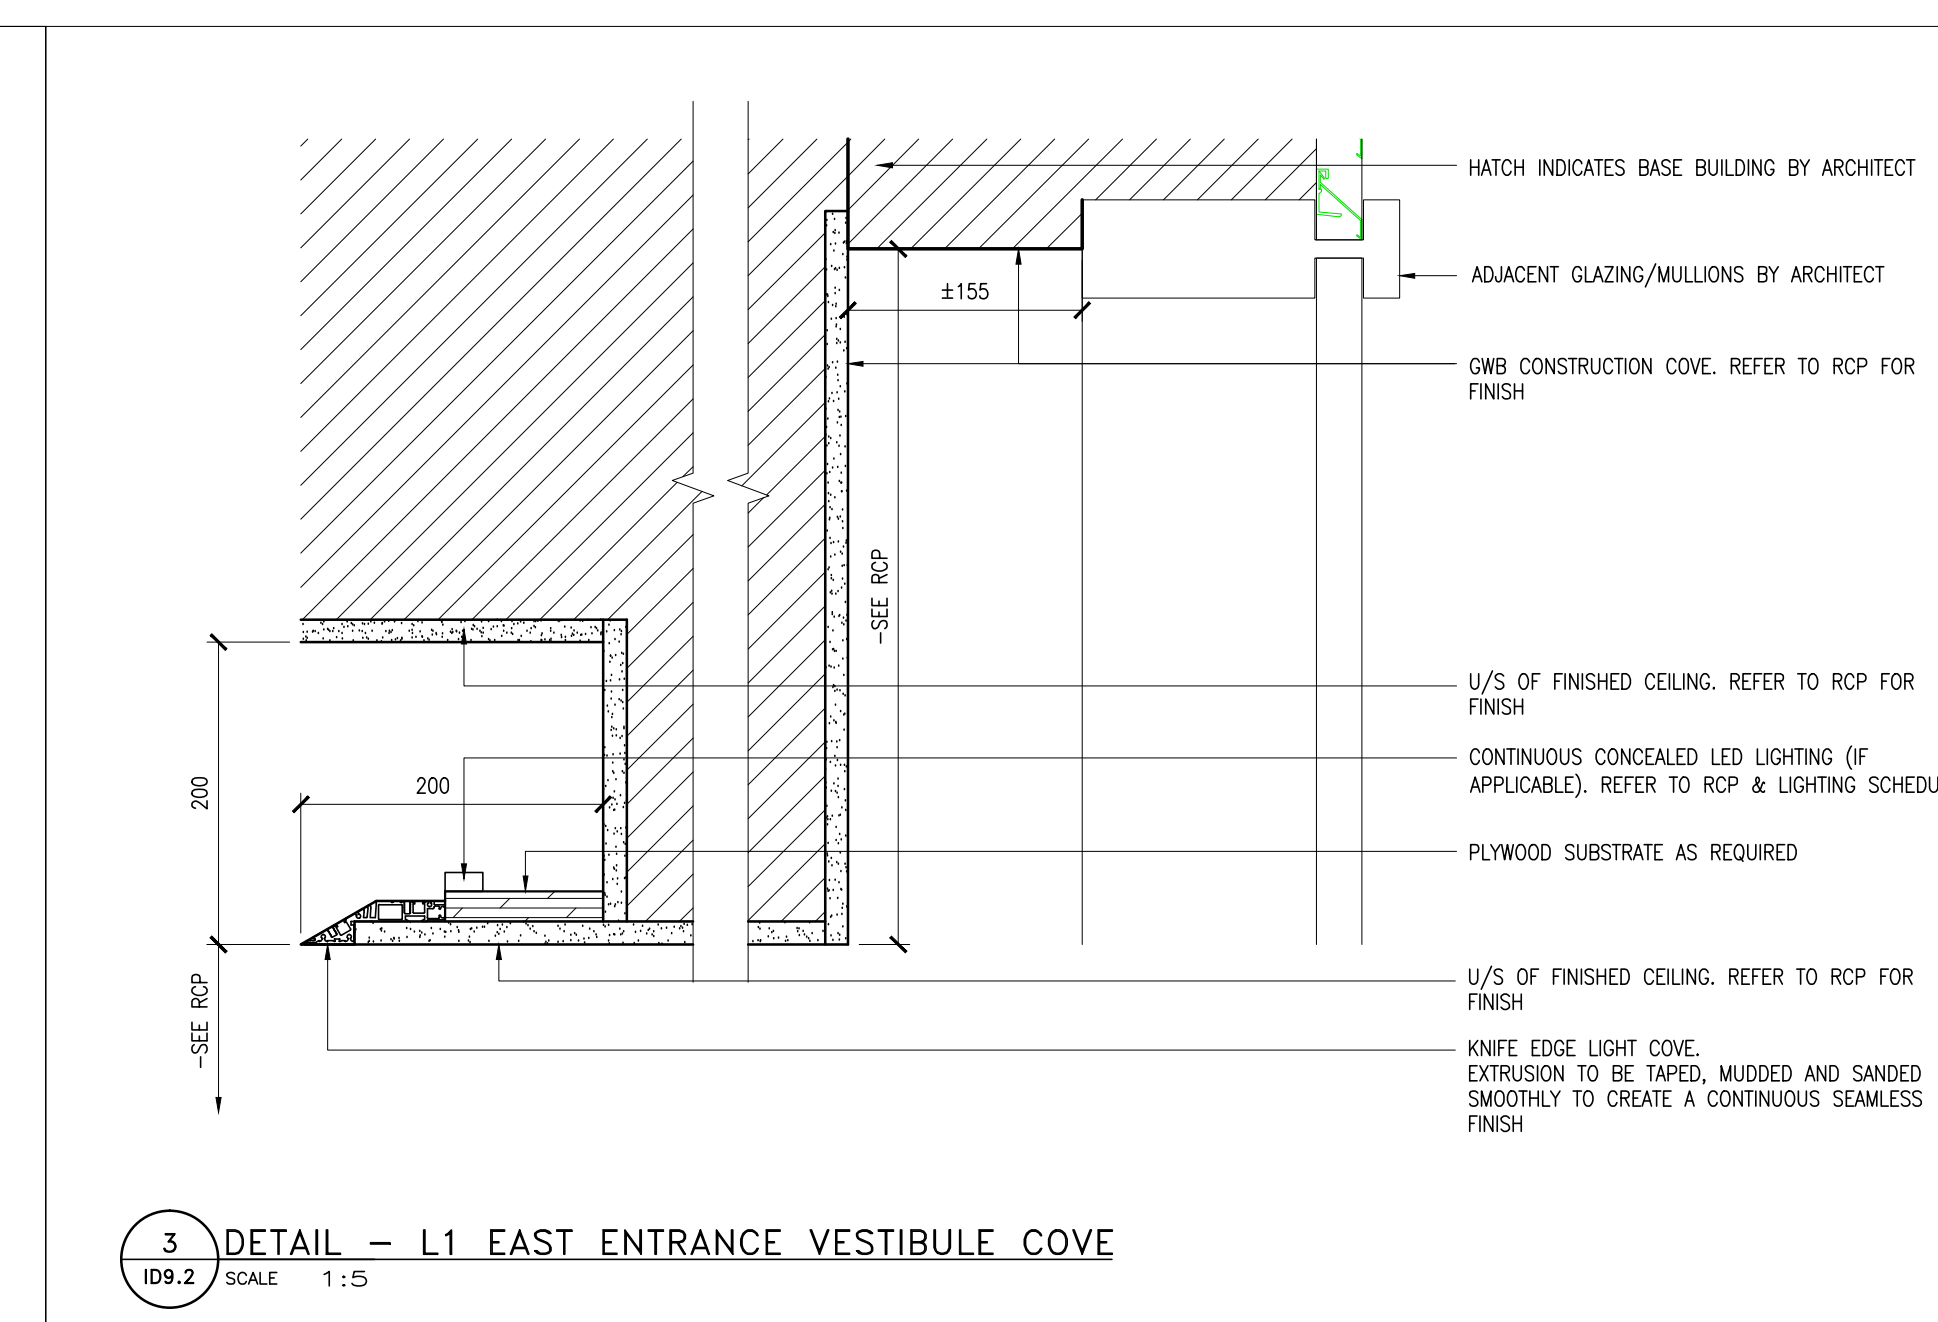 HATCH INDICATES BASE BUILDING BY ARCHITECT
ADJACENT GLAZING/MULLIONS BY ARCHITECT
±155
GWB CONSTRUCTION COVE. REFER TO RCP FOR
FINISH
-SEE RCP
U/S OF FINISHED CEILING. REFER TO RCP FOR
FINISH
CONTINUOUS CONCEALED LED LIGHTING (IF
APPLICABLE). REFER TO RCP & LIGHTING SCHEDU
200
200
PLYWOOD SUBSTRATE AS REQUIRED
U/S OF FINISHED CEILING. REFER TO RCP FOR
FINISH
-SEE RCP
KNIFE EDGE LIGHT COVE.
EXTRUSION TO BE TAPED, MUDDED AND SANDED
SMOOTHLY TO CREATE A CONTINUOUS SEAMLESS
FINISH
3
DETAIL - L1 EAST ENTRANCE VESTIBULE COVE
ID9.2
SCALE 1:5